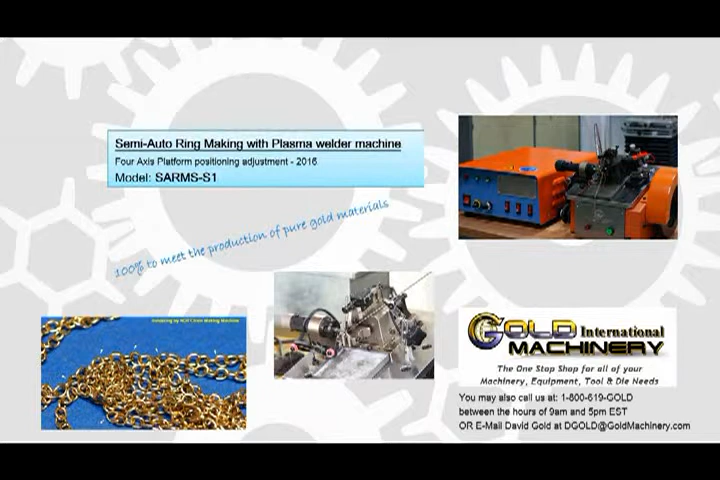 Semi-Auto Ring Making with Plasma welder machine
Four Axis Platform positioning adjustment - 2016
Model: SARMS-S1
100% to meet the production of pure gold materials
GOLD International
MACHINERY
The One Stop Shop for all of your
Machinery, Equipment, Tool & Die Needs
You may also call us at: 1-800-619-GOLD
between the hours of 9am and 5pm EST
OR E-Mail David Gold at DGOLD@GoldMachinery.com